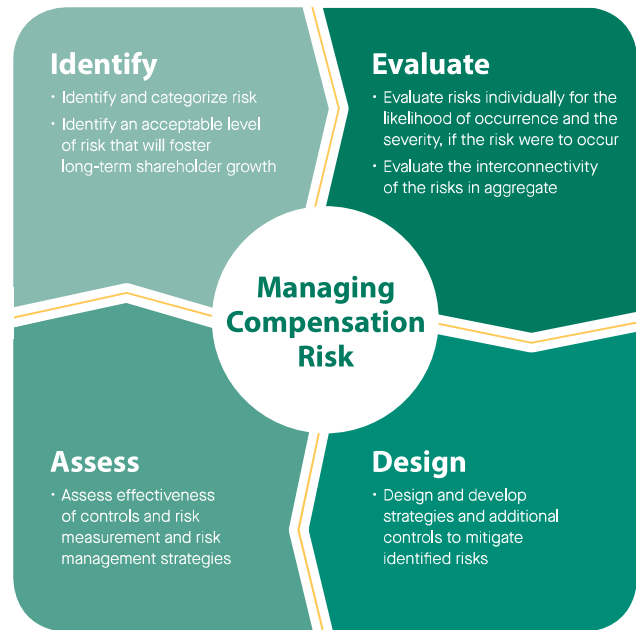 Identify
· Identify and categorize risk
· Identify an acceptable level
of risk that will foster
long-term shareholder growth
Evaluate
· Evaluate risks individually for the
likelihood of occurrence and the
severity, if the risk were to occur
· Evaluate the interconnectivity
of the risks in aggregate
Managing
Compensation
Risk
Assess
· Assess effectiveness
of controls and risk
measurement and risk
management strategies
Design
· Design and develop
strategies and additional
controls to mitigate
identified risks